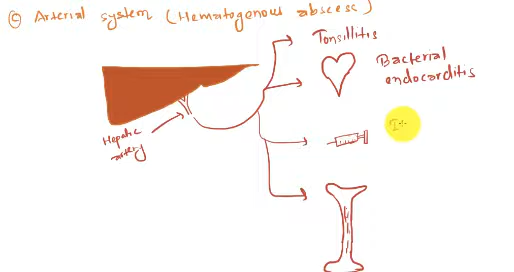 © Arterial system (Hematogenous abscess)
Tonsillitis
Bacterial
endocarditis
Hepatic
artery